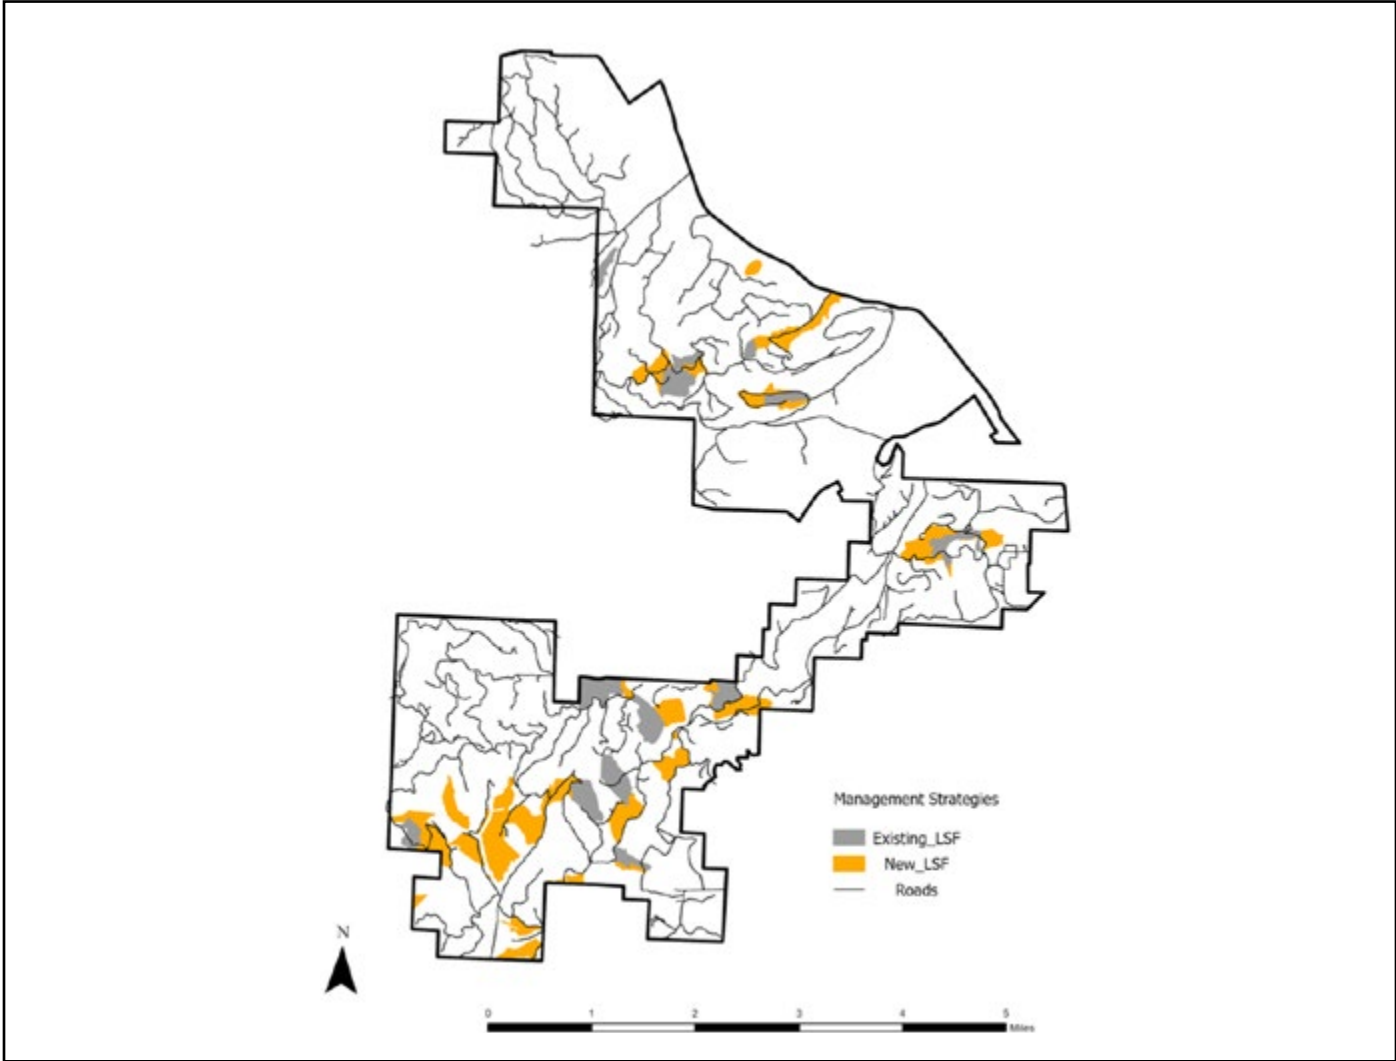 Management Strategies
Existing_LSF
New_LSF
Roads
N
0 1 2 3 4 5
Miles